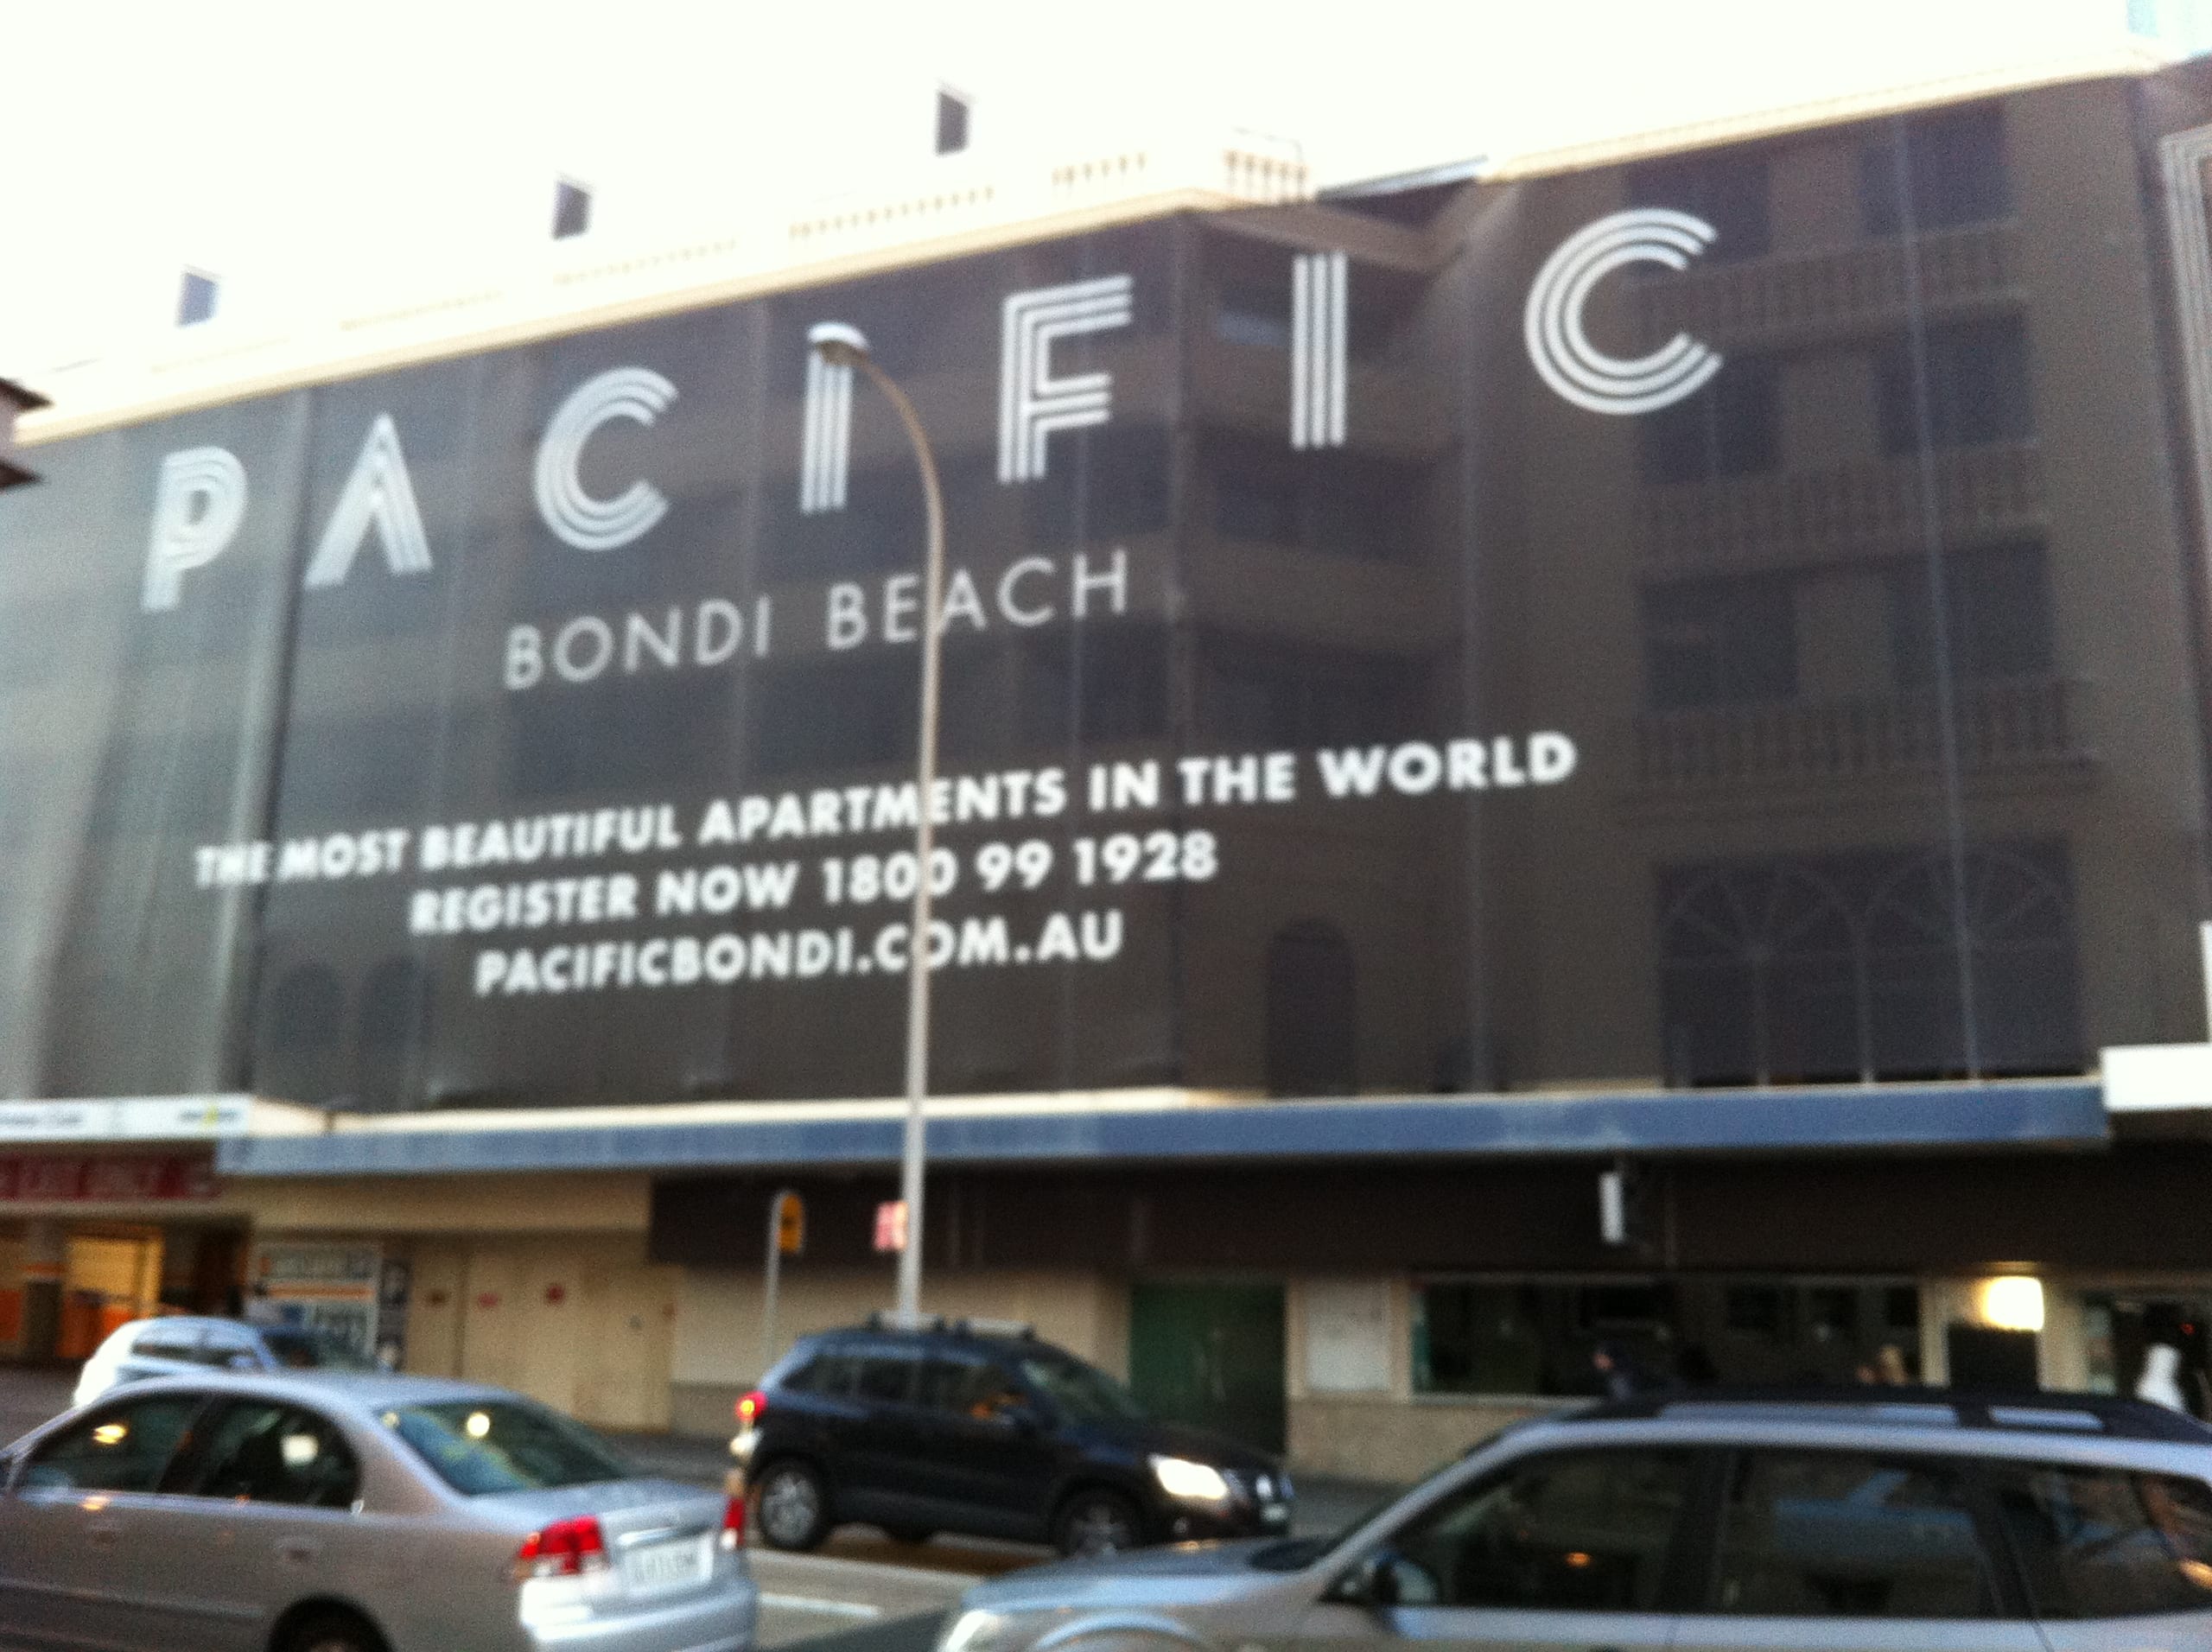 PACIFIC
BONDI BEACH
THE MOST BEAUTIFUL APARTMENTS IN THE WORLD
REGISTER NOW 1800 99 1928
PACIFICBONDI.COM.AU